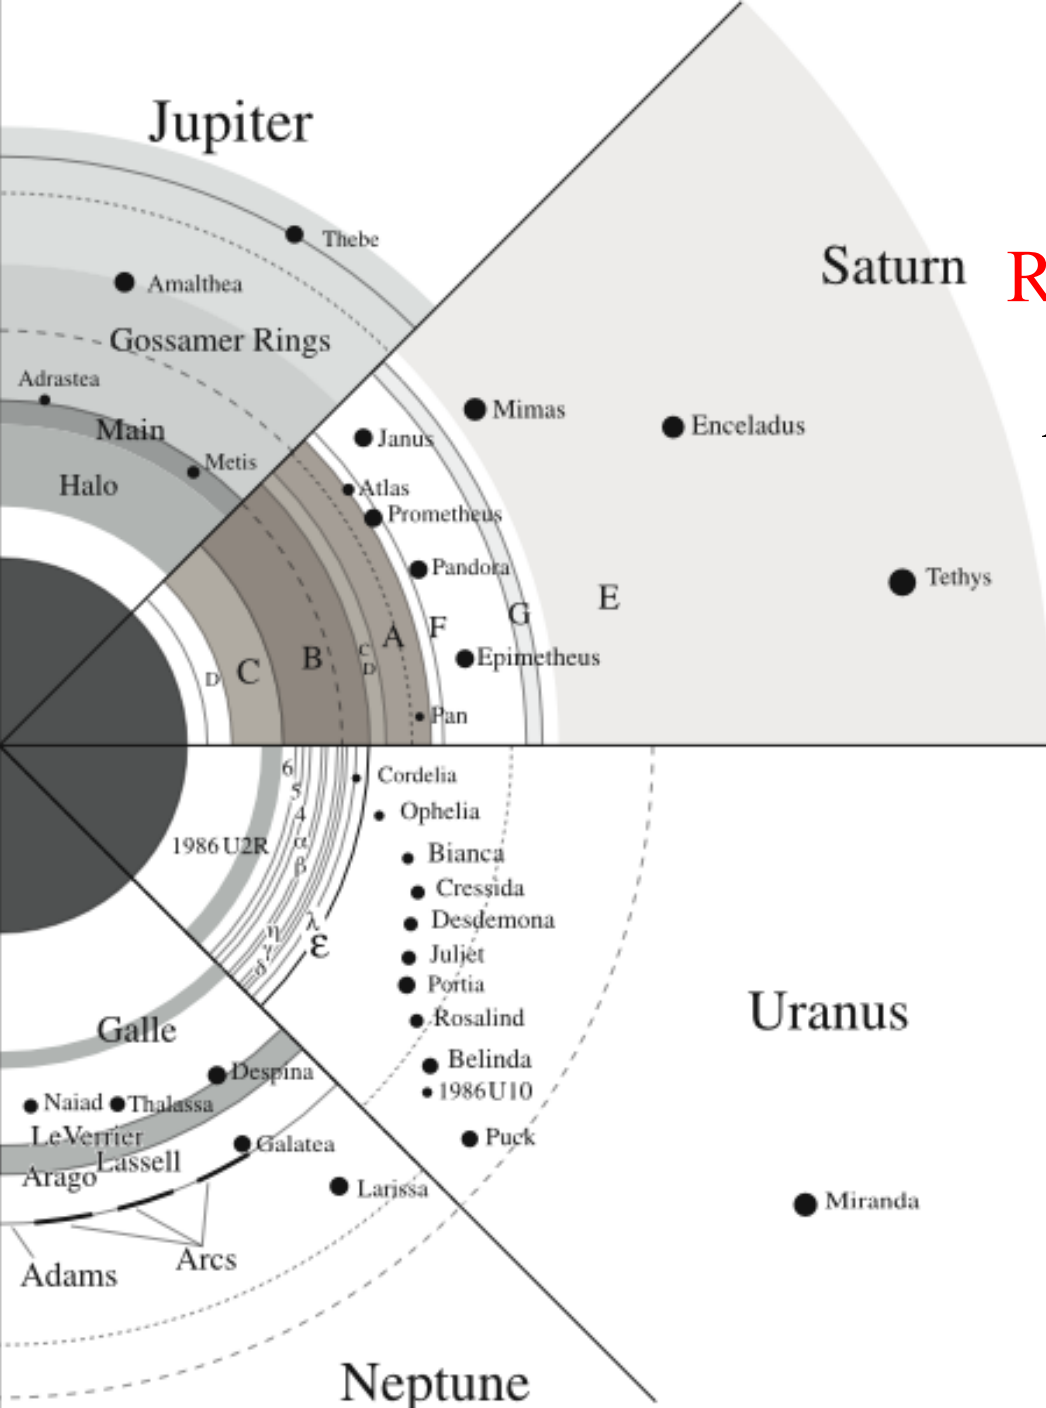 Jupiter
Thebe
Amalthea
Gossamer Rings
Adrastea
Main
Metis
Halo
Saturn
R
Mimas
Enceladus
Janus
Atlas
Prometheus
Pandora
Tethys
E
G
F
A
Epimetheus
C
D
B
C
D
Pan
6
5
4
α
β
1986 U2R
η
γ
δ
λ
ε
Cordelia
Ophelia
Bianca
Cressida
Desdemona
Juliet
Portia
Rosalind
Belinda
1986 U10
Puck
Uranus
Miranda
Galle
Despina
Naiad
Thalassa
LeVerrier
Lassell
Arago
Galatea
Larissa
Arcs
Adams
Neptune